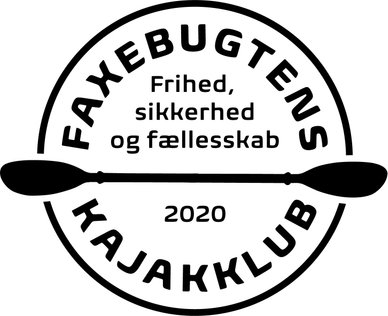 FAXEBUGTENS
Frihed,
sikkerhed
og fællesskab
2020
KAJAKKLUB